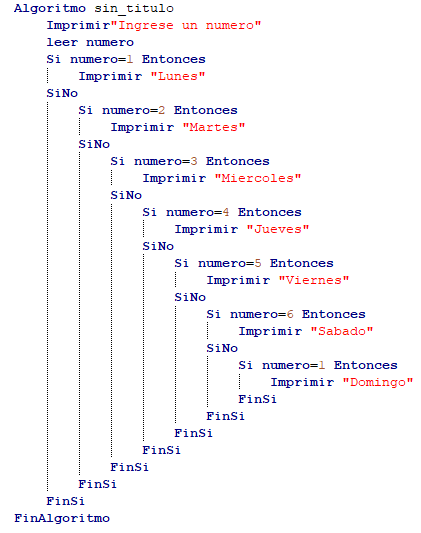 Algoritmo sin_titulo
Imprimir"Ingrese un numero"
leer numero
Si numero=1 Entonces
Imprimir "Lunes"
SiNo
Si numero=2 Entonces
Imprimir "Martes"
SiNo
Si numero=3 Entonces
Imprimir "Miercoles"
SiNo
Si numero=4 Entonces
Imprimir "Jueves"
SiNo
Si numero=5 Entonces
Imprimir "Viernes"
SiNo
Si numero=6 Entonces
Imprimir "Sabado"
SiNo
Si numero=1 Entonces
Imprimir "Domingo"
FinSi
FinSi
FinSi
FinSi
FinSi
FinSi
FinSi
FinAlgoritmo